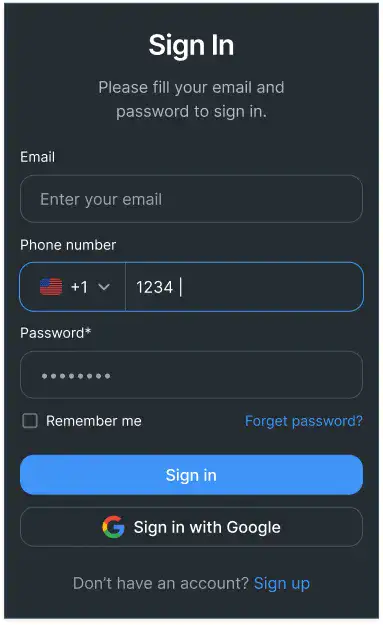 Sign In
Please fill your email and
password to sign in.
Email
Enter your email
Phone number
+1 1234
Password*
••••••••
Remember me Forget password?
Sign in
Sign in with Google
Don't have an account? Sign up